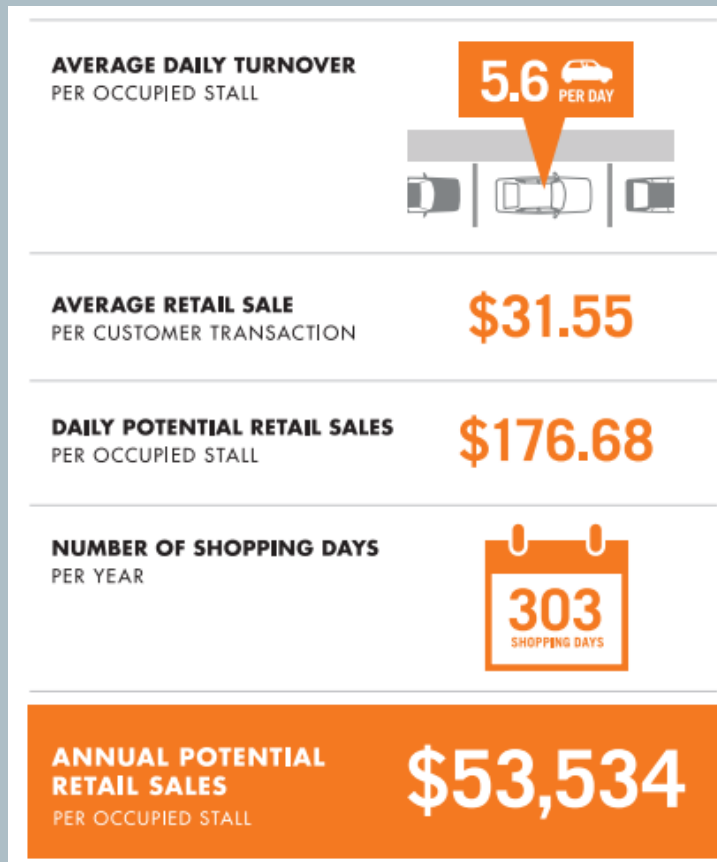 AVERAGE DAILY TURNOVER
PER OCCUPIED STALL
5.6
PER DAY
AVERAGE RETAIL SALE
PER CUSTOMER TRANSACTION
$31.55
DAILY POTENTIAL RETAIL SALES
PER OCCUPIED STALL
$176.68
NUMBER OF SHOPPING DAYS
PER YEAR
303
SHOPPING DAYS
ANNUAL POTENTIAL
RETAIL SALES
PER OCCUPIED STALL
$53,534